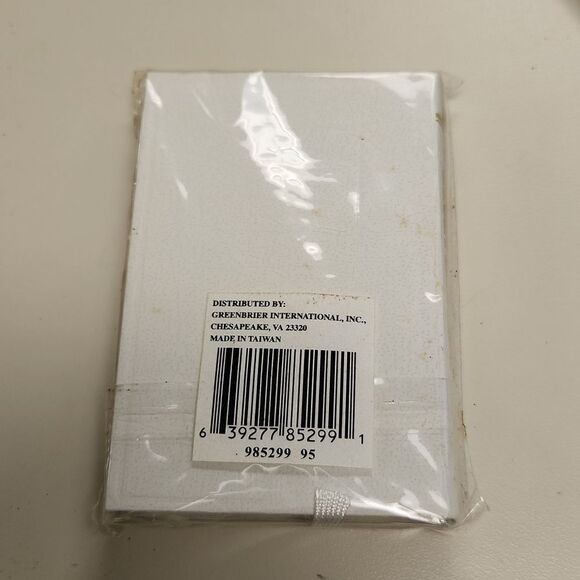 DISTRIBUTED BY:
GREENBRIER INTERNATIONAL, INC.,
CHESAPEAKE, VA 23320
MADE IN TAIWAN
6 39277 85299 1
985299 95